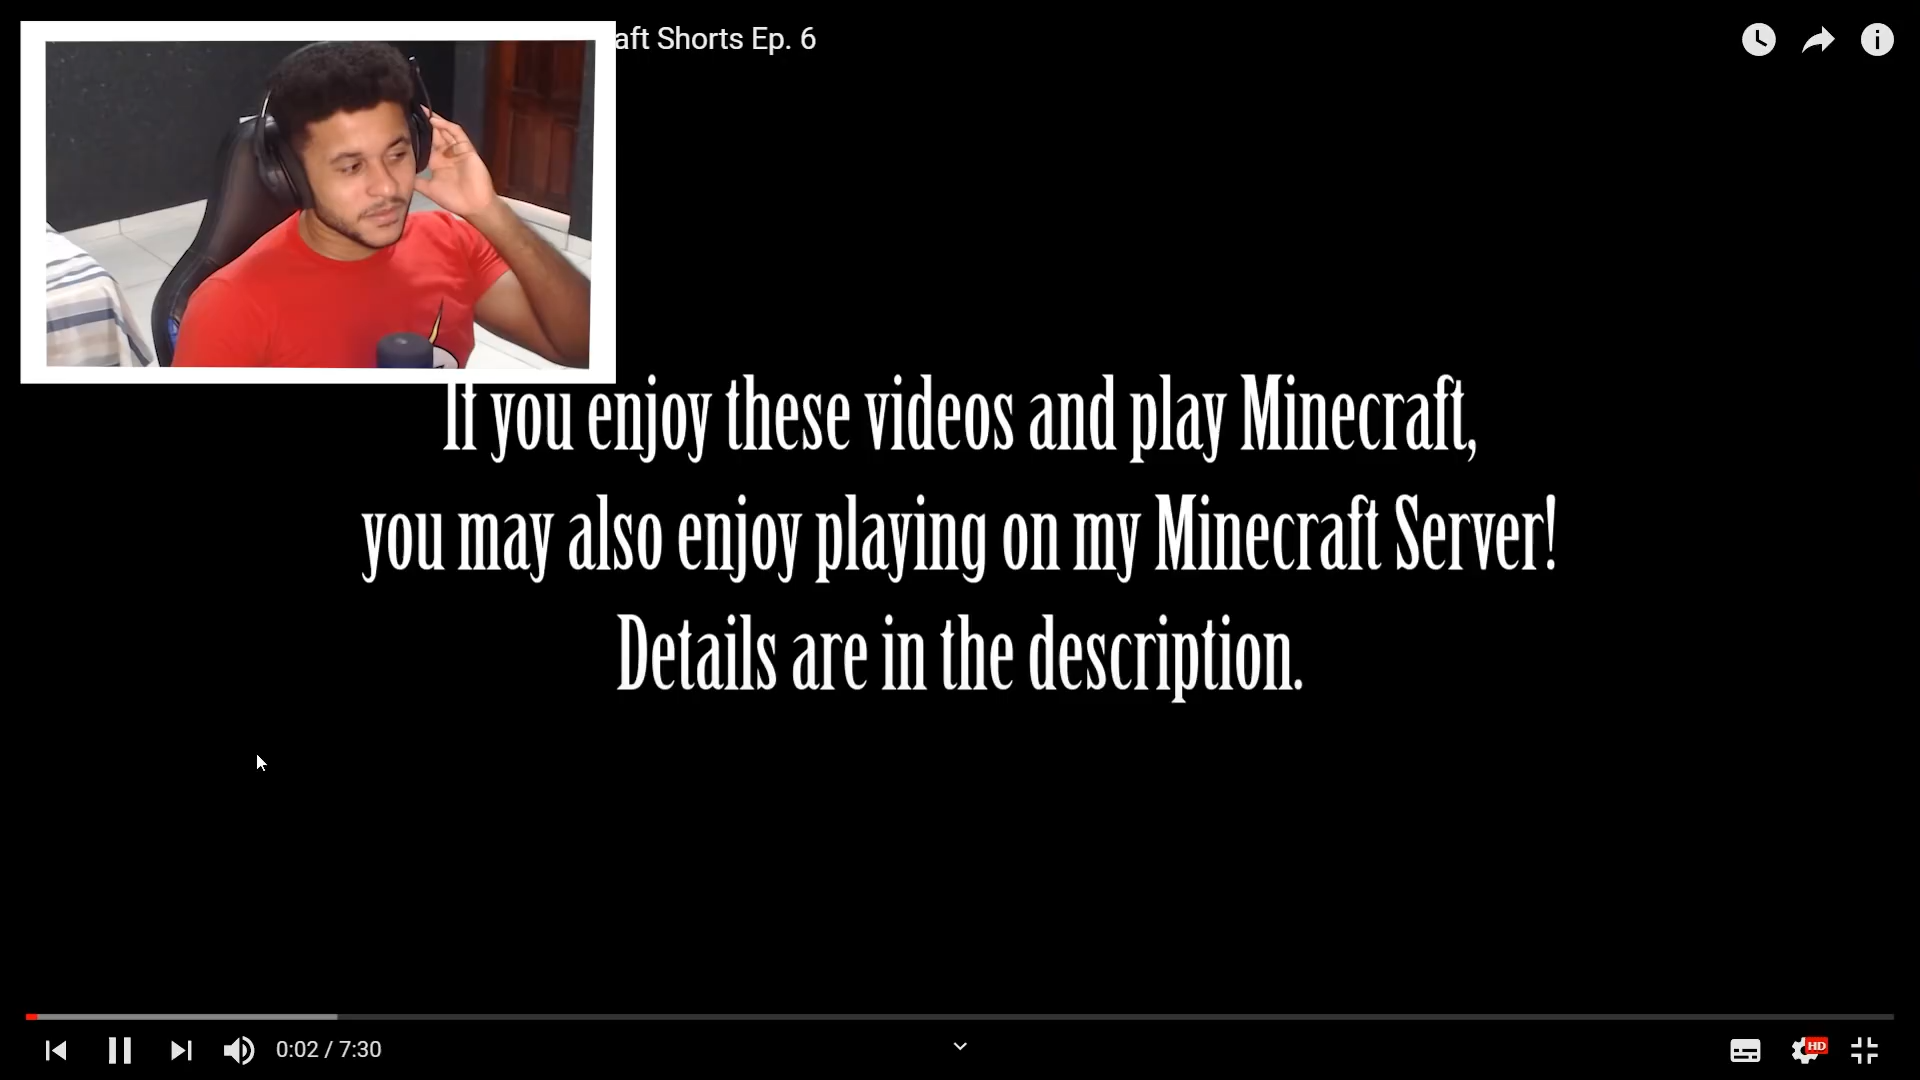 aft Shorts Ep. 6
If you enjoy these videos and play Minecraft,
you may also enjoy playing on my Minecraft Server!
Details are in the description.
0:02 / 7:30
HD